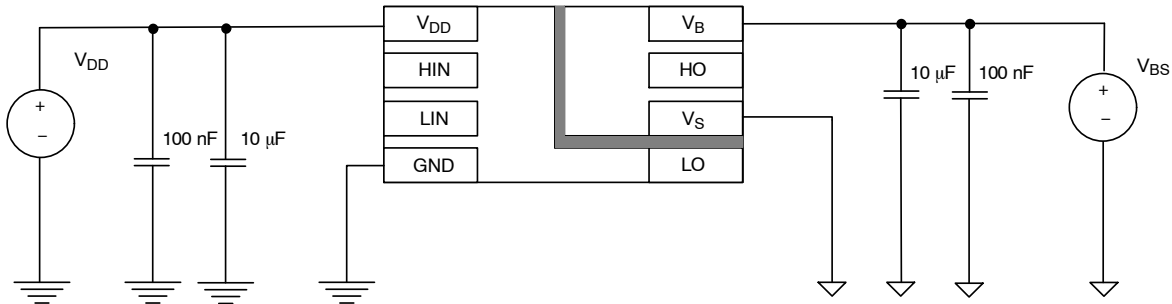 V_DD
+
−
100 nF
10 μF
V_DD
HIN
LIN
GND
V_B
HO
V_S
LO
10 μF
100 nF
V_BS
+
−